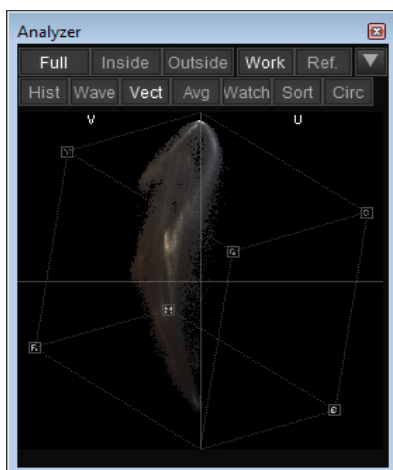 Analyzer
Full Inside Outside Work Ref.
Hist Wave Vect Avg Watch Sort Circ
V U
Y
C
G
M
R
B